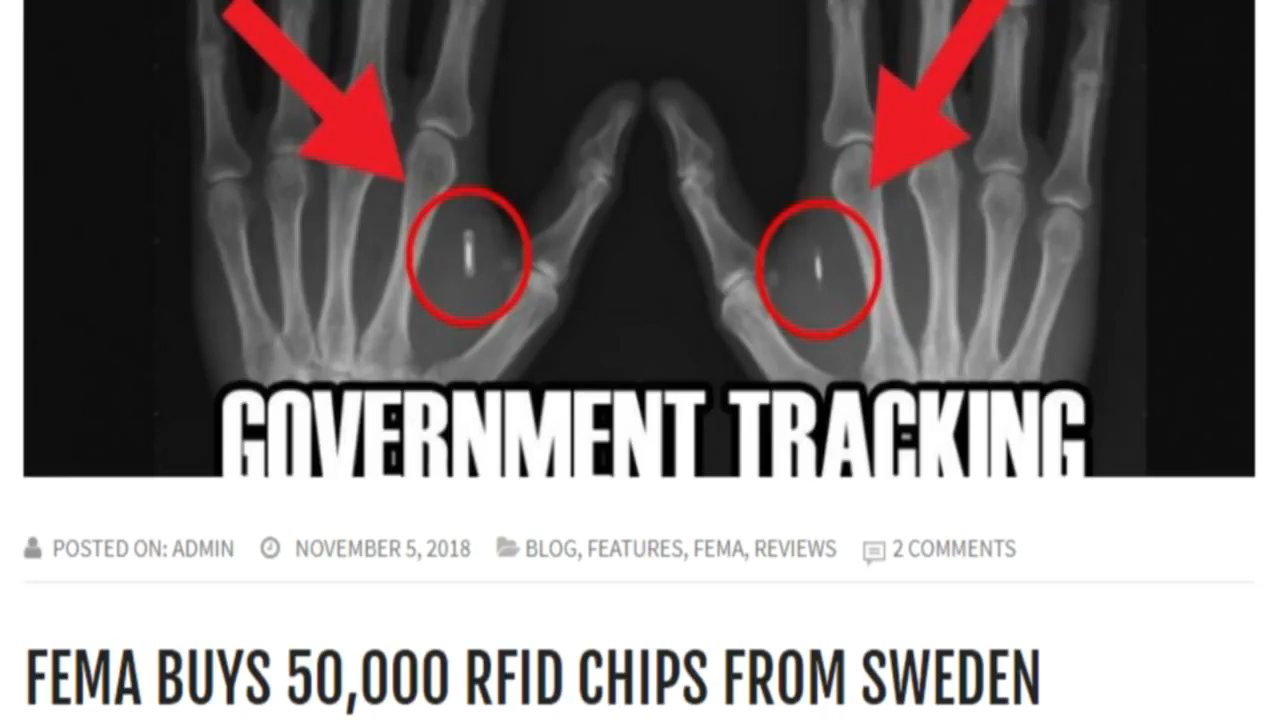 GOVERNMENT TRACKING
POSTED ON: ADMIN NOVEMBER 5, 2018 BLOG, FEATURES, FEMA, REVIEWS 2 COMMENTS
FEMA BUYS 50,000 RFID CHIPS FROM SWEDEN